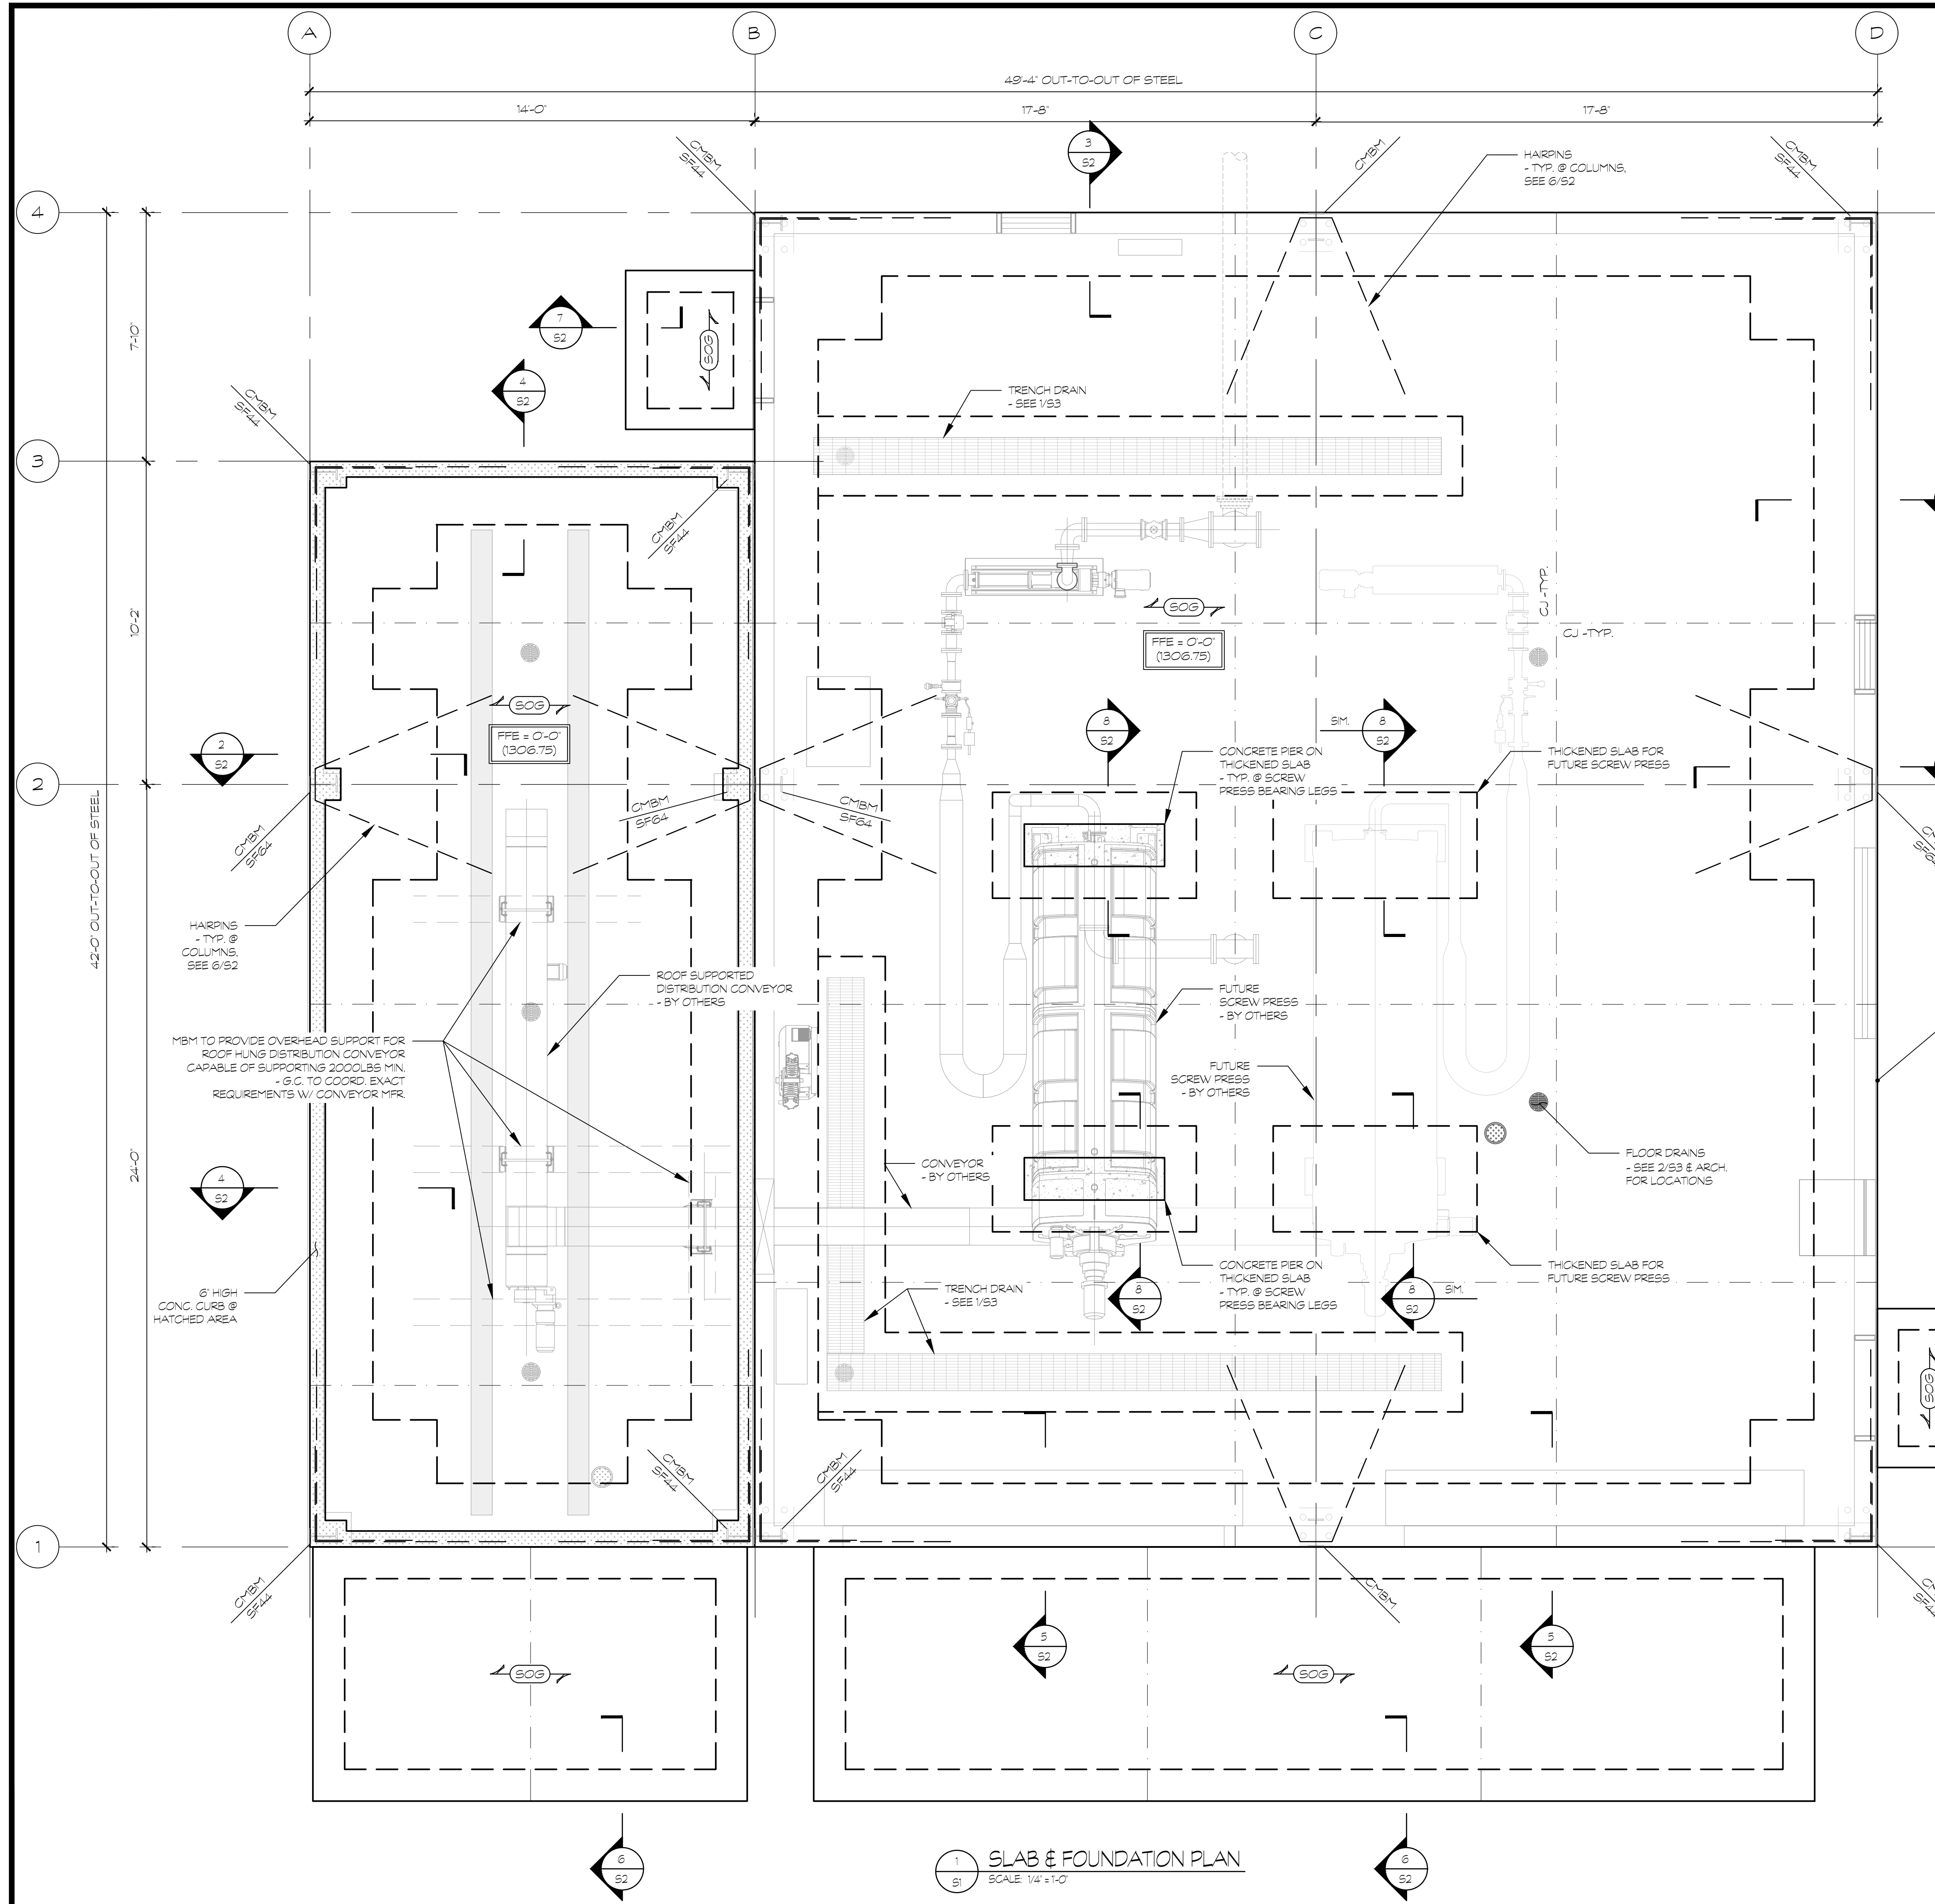 A
B
C
D
49'-4" OUT-TO-OUT OF STEEL
14'-0"
17'-8"
17'-8"
3
S2
CMBM
SF44
CMBM
CMBM
SF44
HAIRPINS
- TYP. @ COLUMNS,
SEE 6/S2
4
7'-10"
7
S2
SOG
4
S2
TRENCH DRAIN
- SEE 1/S3
CMBM
SF44
3
CMBM
SF44
10'-2"
SOG
FFE = 0'-0"
(1306.75)
CJ -TYP.
CJ -TYP.
SOG
FFE = 0'-0"
(1306.75)
2
S2
8
S2
SIM.
8
S2
CONCRETE PIER ON
THICKENED SLAB
- TYP. @ SCREW
PRESS BEARING LEGS
THICKENED SLAB FOR
FUTURE SCREW PRESS
2
CMBM
SF64
CMBM
SF64
CMBM
SF64
42'-0" OUT-TO-OUT OF STEEL
HAIRPINS
- TYP. @
COLUMNS,
SEE 6/S2
ROOF SUPPORTED
DISTRIBUTION CONVEYOR
- BY OTHERS
FUTURE
SCREW PRESS
- BY OTHERS
MBM TO PROVIDE OVERHEAD SUPPORT FOR
ROOF HUNG DISTRIBUTION CONVEYOR
CAPABLE OF SUPPORTING 2000LBS MIN.
- G.C. TO COORD. EXACT
REQUIREMENTS W/ CONVEYOR MFR.
FUTURE
SCREW PRESS
- BY OTHERS
24'-0"
4
S2
CONVEYOR
- BY OTHERS
FLOOR DRAINS
- SEE 2/S3 & ARCH.
FOR LOCATIONS
6" HIGH
CONC. CURB @
HATCHED AREA
TRENCH DRAIN
- SEE 1/S3
8
S2
CONCRETE PIER ON
THICKENED SLAB
- TYP. @ SCREW
PRESS BEARING LEGS
8
S2
SIM.
THICKENED SLAB FOR
FUTURE SCREW PRESS
SOG
CMBM
SF44
CMBM
SF44
1
CMBM
SF44
CMBM
SOG
5
S2
SOG
5
S2
6
S2
1
S1
SLAB & FOUNDATION PLAN
SCALE: 1/4" = 1'-0"
6
S2